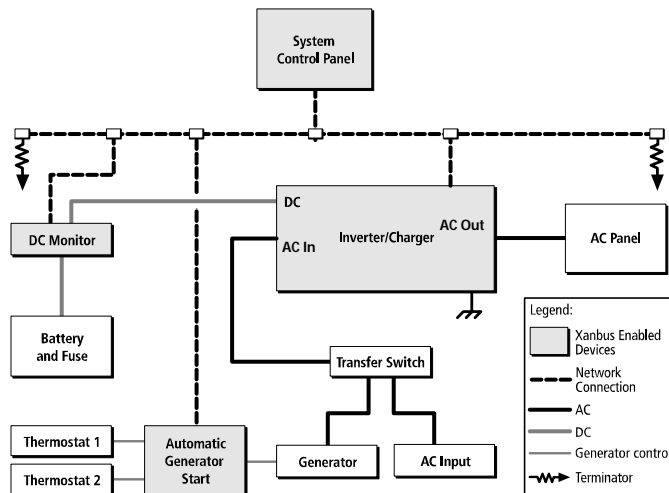 System
Control Panel
DC
AC Out
Inverter/Charger
AC In
DC Monitor
AC Panel
Battery
and Fuse
Transfer Switch
Thermostat 1
Thermostat 2
Automatic
Generator
Start
Generator
AC Input
Legend:
Xanbus Enabled
Devices
Network
Connection
AC
DC
Generator contro
Terminator